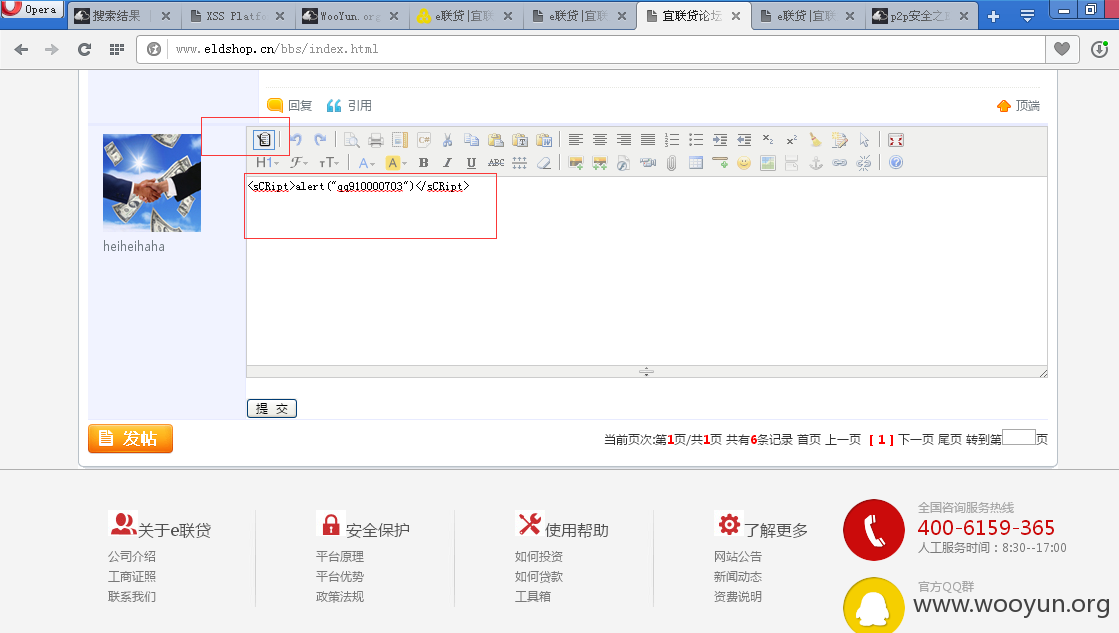 Opera
搜索结果
XSS Platfo
WooYun.org
e联贷|宜联
e联贷|宜联
宜联贷论坛
e联贷|宜联
p2p安全之
www.eldshop.cn/bbs/index.html
回复 引用 顶端
H1 F тT A A B I U ABC
<sCRipt>alert("qq910000703")</sCRipt>
heiheihaha
提 交
发帖
当前页次:第1页/共1页 共有6条记录 首页 上一页 [ 1 ] 下一页 尾页 转到第 页
关于e联贷
公司介绍
工商证照
联系我们
安全保护
平台原理
平台优势
政策法规
使用帮助
如何投资
如何贷款
工具箱
了解更多
网站公告
新闻动态
资费说明
全国咨询服务热线
400-6159-365
人工服务时间：8:30--17:00
官方QQ群
www.wooyun.org